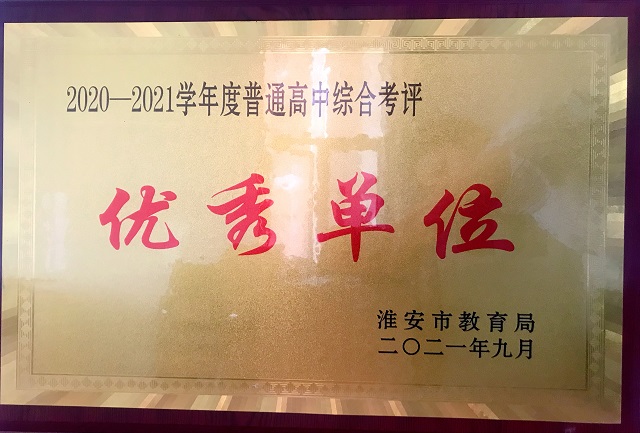 2020—2021学年度普通高中综合考评
优秀单位
淮安市教育局
二〇二一年九月